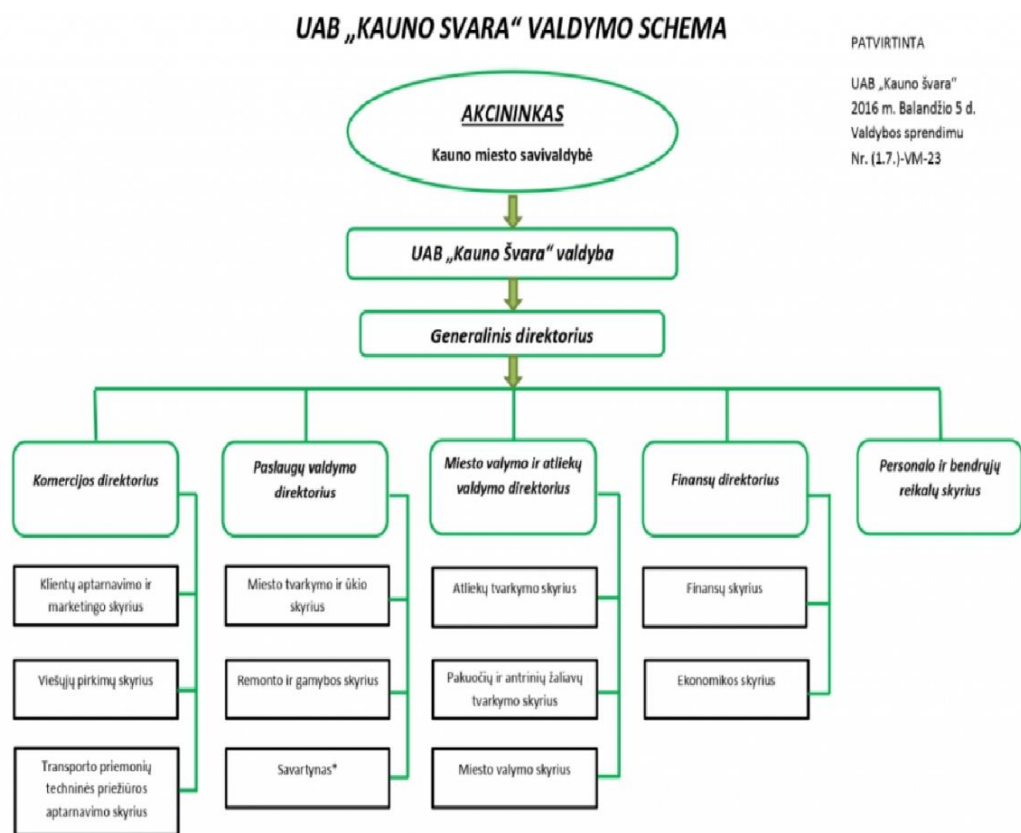 UAB „KAUNO SVARA“ VALDYMO SCHEMA
PATVIRTINTA
UAB „Kauno švara“
2016 m. Balandžio 5 d.
Valdybos sprendimu
Nr. (1.7.)-VM-23
AKCININKAS
Kauno miesto savivaldybė
UAB „Kauno Švara“ valdyba
Generalinis direktorius
Komercijos direktorius
Paslaugų valdymo
direktorius
Miesto valymo ir atliekų
valdymo direktorius
Finansų direktorius
Personalo ir bendrųjų
reikalų skyrius
Klientų aptarnavimo ir
marketingo skyrius
Miesto tvarkymo ir ūkio
skyrius
Atliekų tvarkymo skyrius
Finansų skyrius
Viešųjų pirkimų skyrius
Remonto ir gamybos skyrius
Pakuočių ir antrinių žaliavų
tvarkymo skyrius
Ekonomikos skyrius
Transporto priemonių
techninės priežiūros
aptarnavimo skyrius
Savartynas*
Miesto valymo skyrius